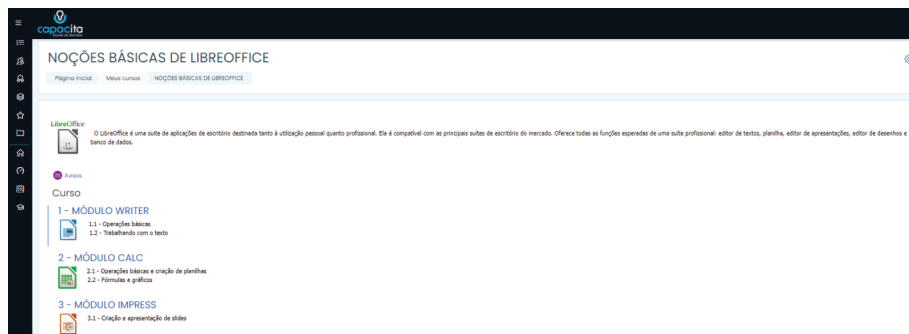 capacita
Escola do Servidor
NOÇÕES BÁSICAS DE LIBREOFFICE
Página inicial Meus cursos NOÇÕES BÁSICAS DE LIBREOFFICE
LibreOffice
O LibreOffice é uma suite de aplicações de escritório destinada tanto à utilização pessoal quanto profissional. Ela é compatível com as principais suítes de escritório do mercado. Oferece todas as funções esperadas de uma suíte profissional: editor de textos, planilha, editor de apresentações, editor de desenhos e
banco de dados.
Avisos
Curso
1 - MÓDULO WRITER
1.1 - Operações básicas
1.2 - Trabalhando com o texto
2 - MÓDULO CALC
2.1 - Operações básicas e criação de planilhas
2.2 - Fórmulas e gráficos
3 - MÓDULO IMPRESS
3.1 - Criação e apresentação de slides